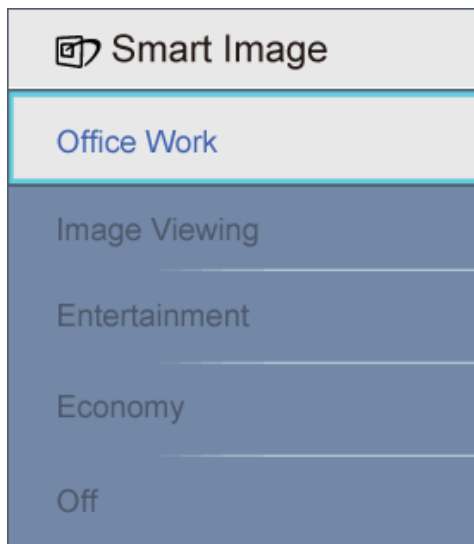 Smart Image
Office Work
Image Viewing
Entertainment
Economy
Off